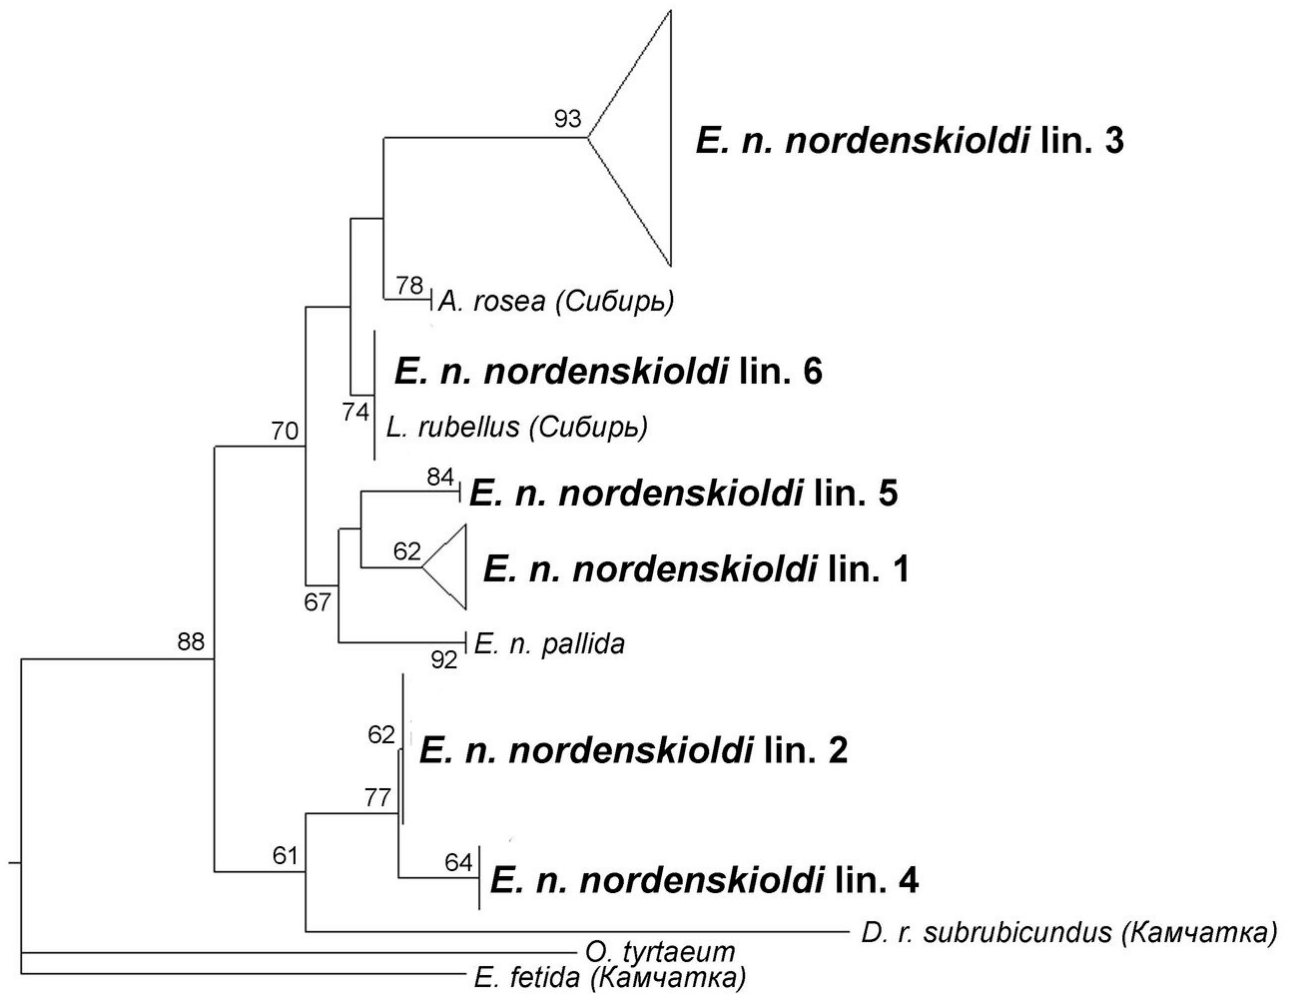 93
E. n. nordenskioldi lin. 3
78
A. rosea (Сибирь)
E. n. nordenskioldi lin. 6
74
L. rubellus (Сибирь)
70
84
E. n. nordenskioldi lin. 5
62
E. n. nordenskioldi lin. 1
67
88
E. n. pallida
92
62
E. n. nordenskioldi lin. 2
77
61
64
E. n. nordenskioldi lin. 4
D. r. subrubicundus (Камчатка)
O. tyrtaeum
E. fetida (Камчатка)